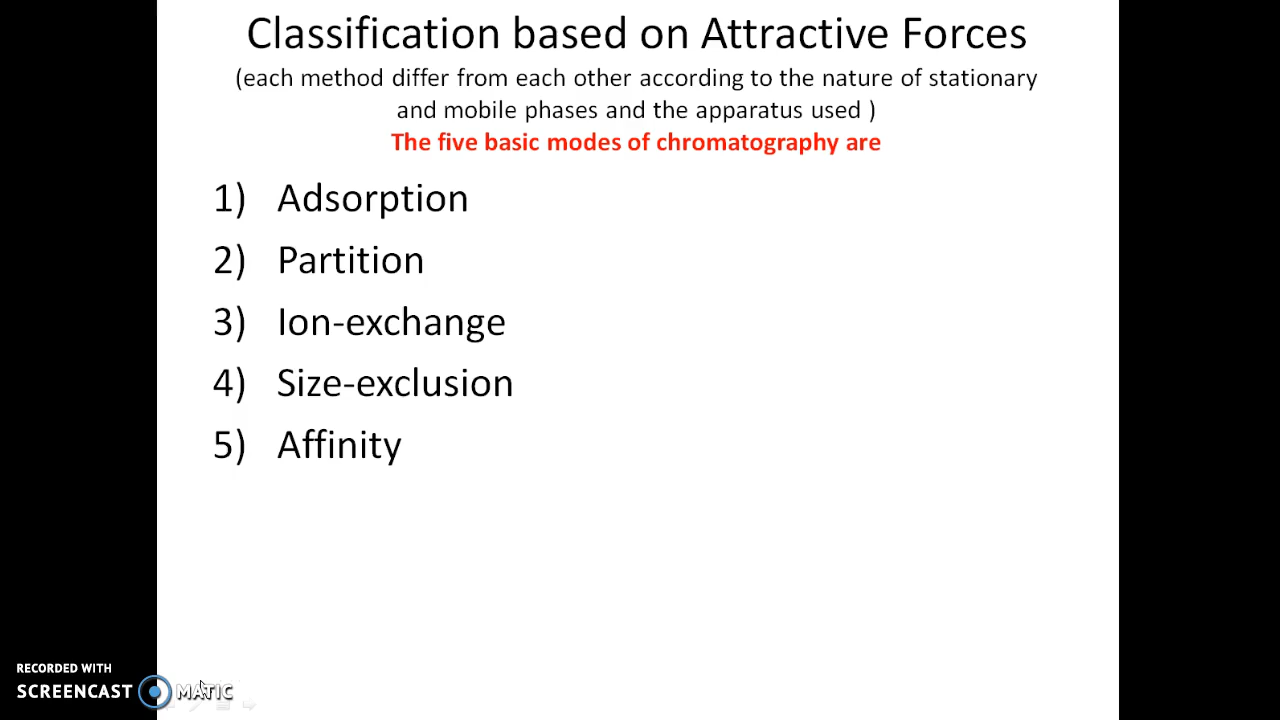 Classification based on Attractive Forces
(each method differ from each other according to the nature of stationary
and mobile phases and the apparatus used )
The five basic modes of chromatography are
1) Adsorption
2) Partition
3) Ion-exchange
4) Size-exclusion
5) Affinity
RECORDED WITH
SCREENCAST MATIC